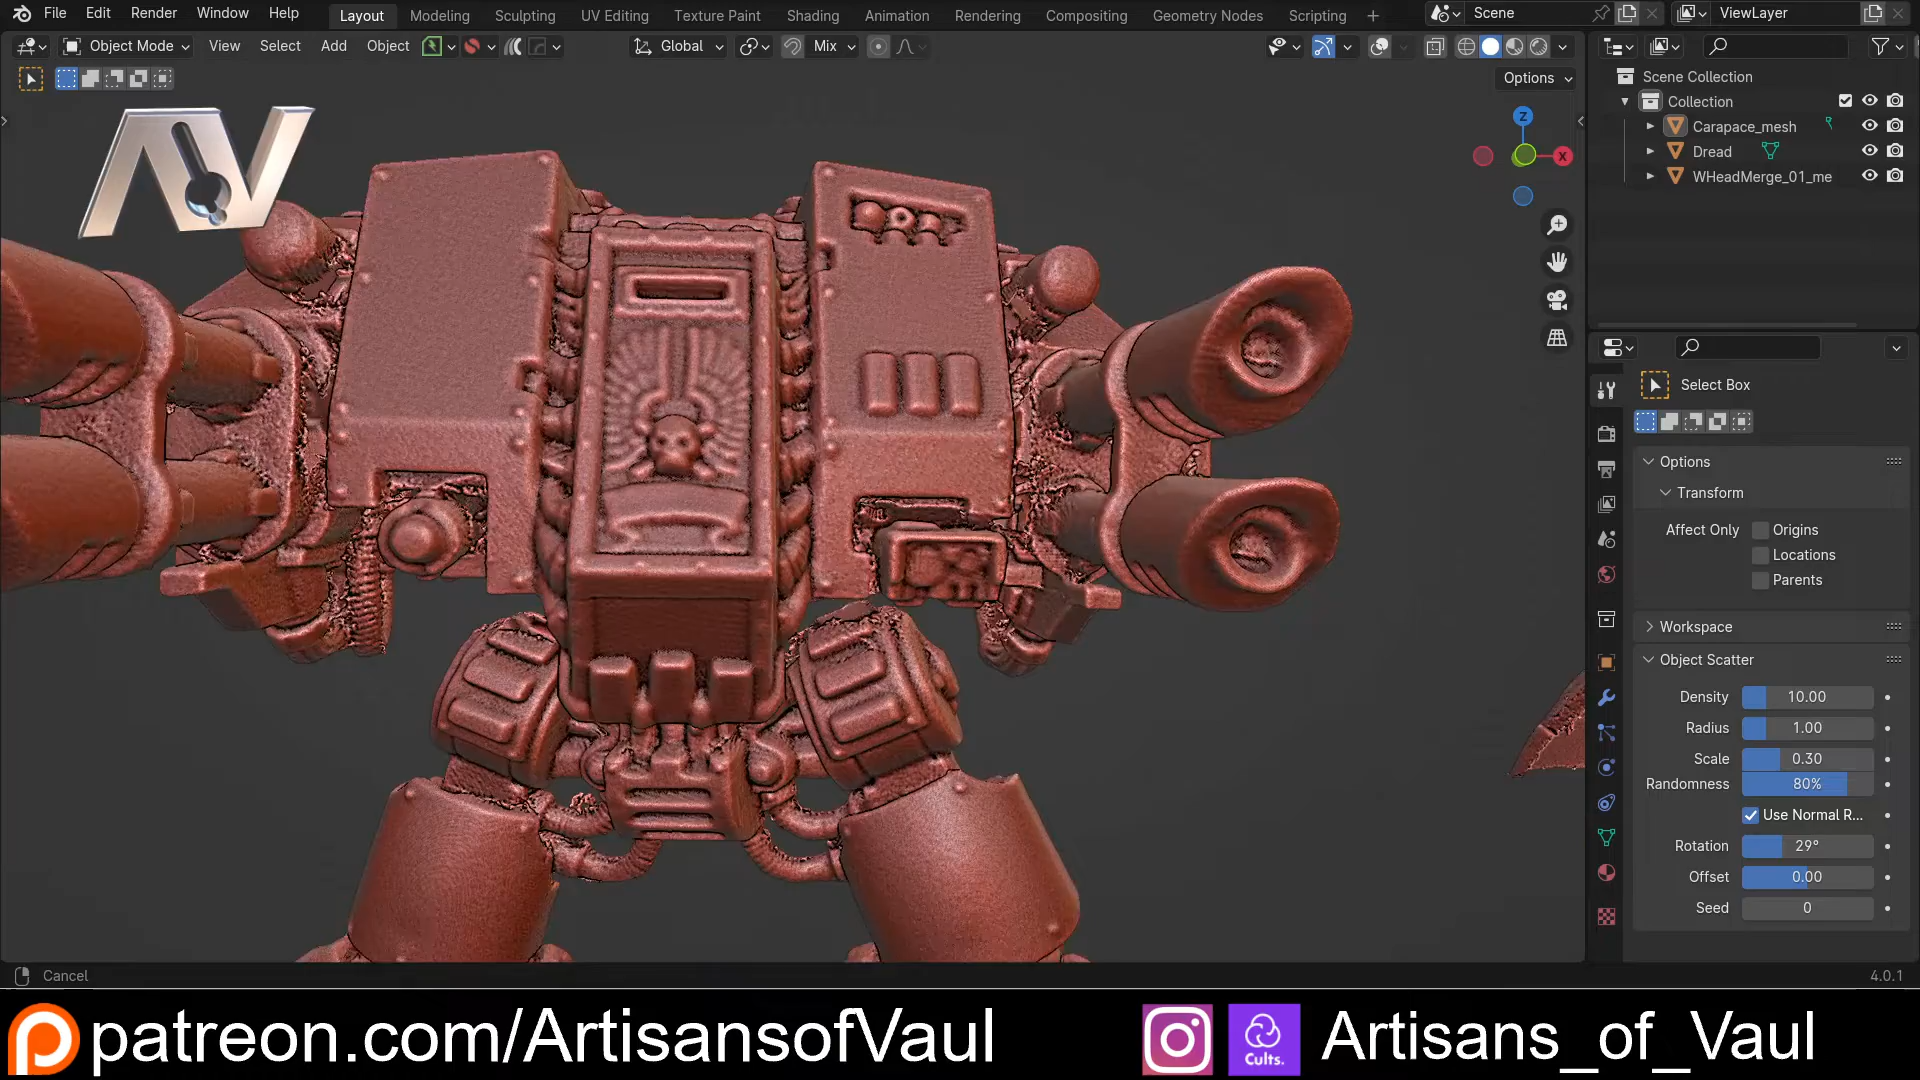 File Edit Render Window Help Layout Modeling Sculpting UV Editing Texture Paint Shading Animation Rendering Compositing Geometry Nodes Scripting + Scene ViewLayer
Object Mode View Select Add Object Global Mix
Options
Scene Collection
Collection
Carapace_mesh
Dread
WHeadMerge_01_me
Z
X
AV
Select Box
Options
Transform
Affect Only Origins
Locations
Parents
Workspace
Object Scatter
Density 10.00
Radius 1.00
Scale 0.30
Randomness 80%
Use Normal R...
Rotation 29°
Offset 0.00
Seed 0
Cancel 4.0.1
patreon.com/ArtisansofVaul Cults. Artisans_of_Vaul